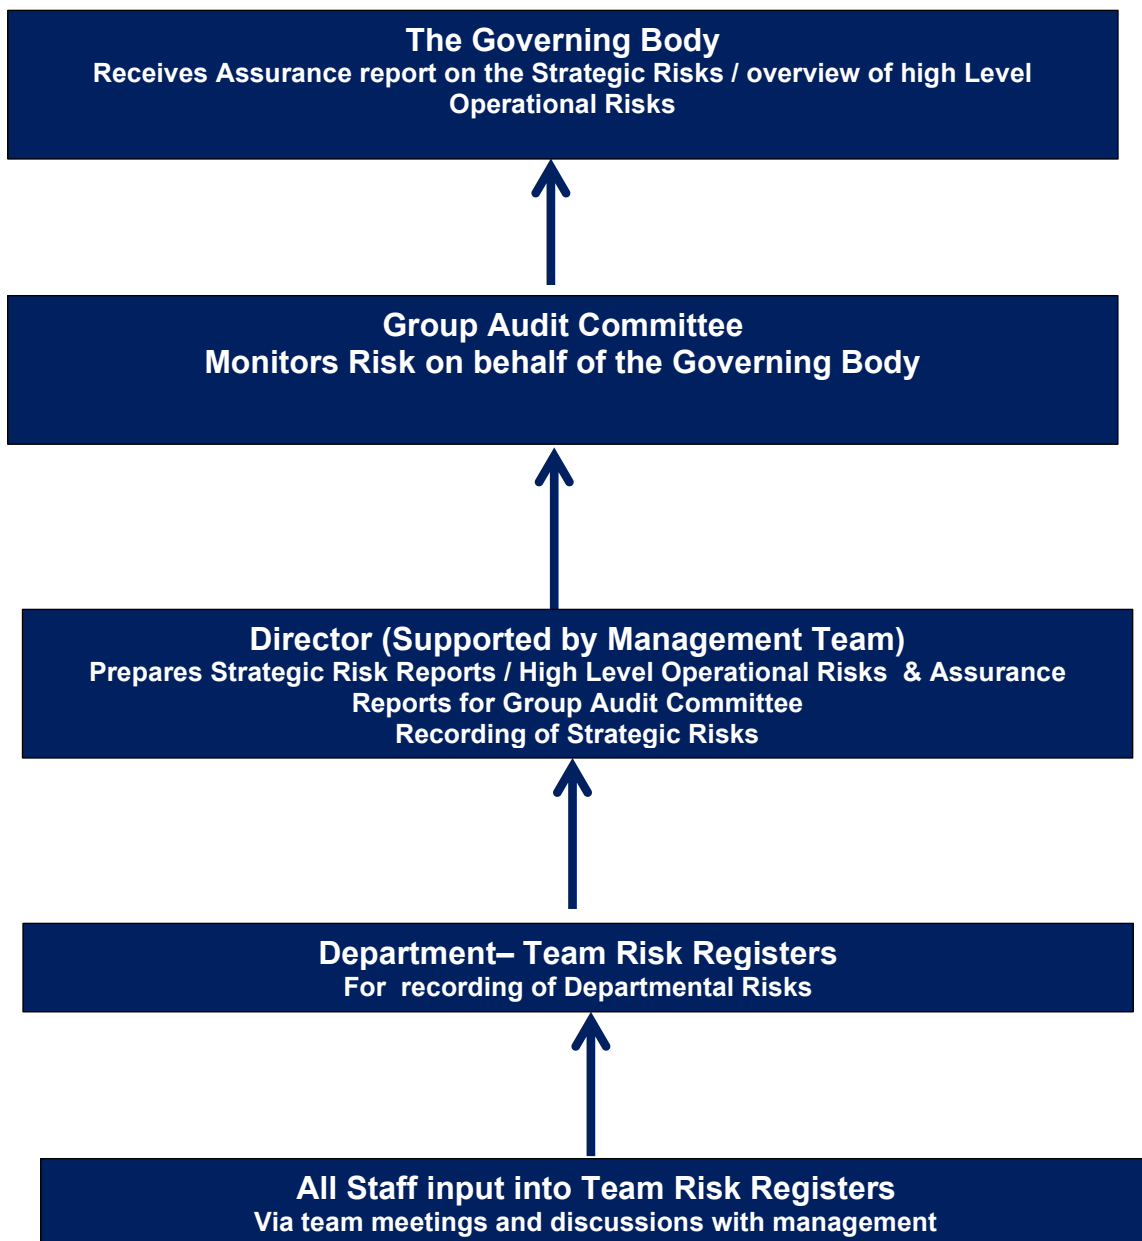 The Governing Body
Receives Assurance report on the Strategic Risks / overview of high Level
Operational Risks
Group Audit Committee
Monitors Risk on behalf of the Governing Body
Director (Supported by Management Team)
Prepares Strategic Risk Reports / High Level Operational Risks & Assurance
Reports for Group Audit Committee
Recording of Strategic Risks
Department– Team Risk Registers
For recording of Departmental Risks
All Staff input into Team Risk Registers
Via team meetings and discussions with management